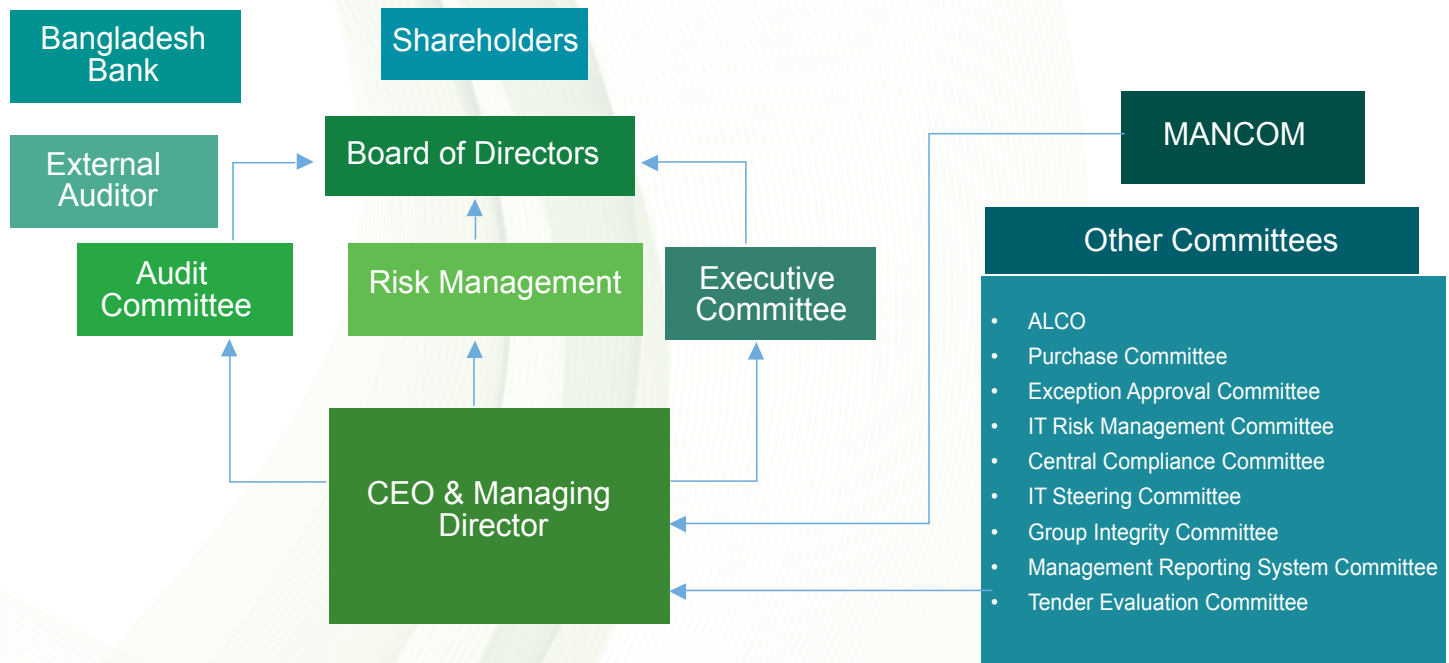 Bangladesh
Bank
Shareholders
External
Auditor
Board of Directors
MANCOM
Audit
Committee
Risk Management
Executive
Committee
CEO & Managing
Director
Other Committees
• ALCO
• Purchase Committee
• Exception Approval Committee
• IT Risk Management Committee
• Central Compliance Committee
• IT Steering Committee
• Group Integrity Committee
• Management Reporting System Committee
• Tender Evaluation Committee